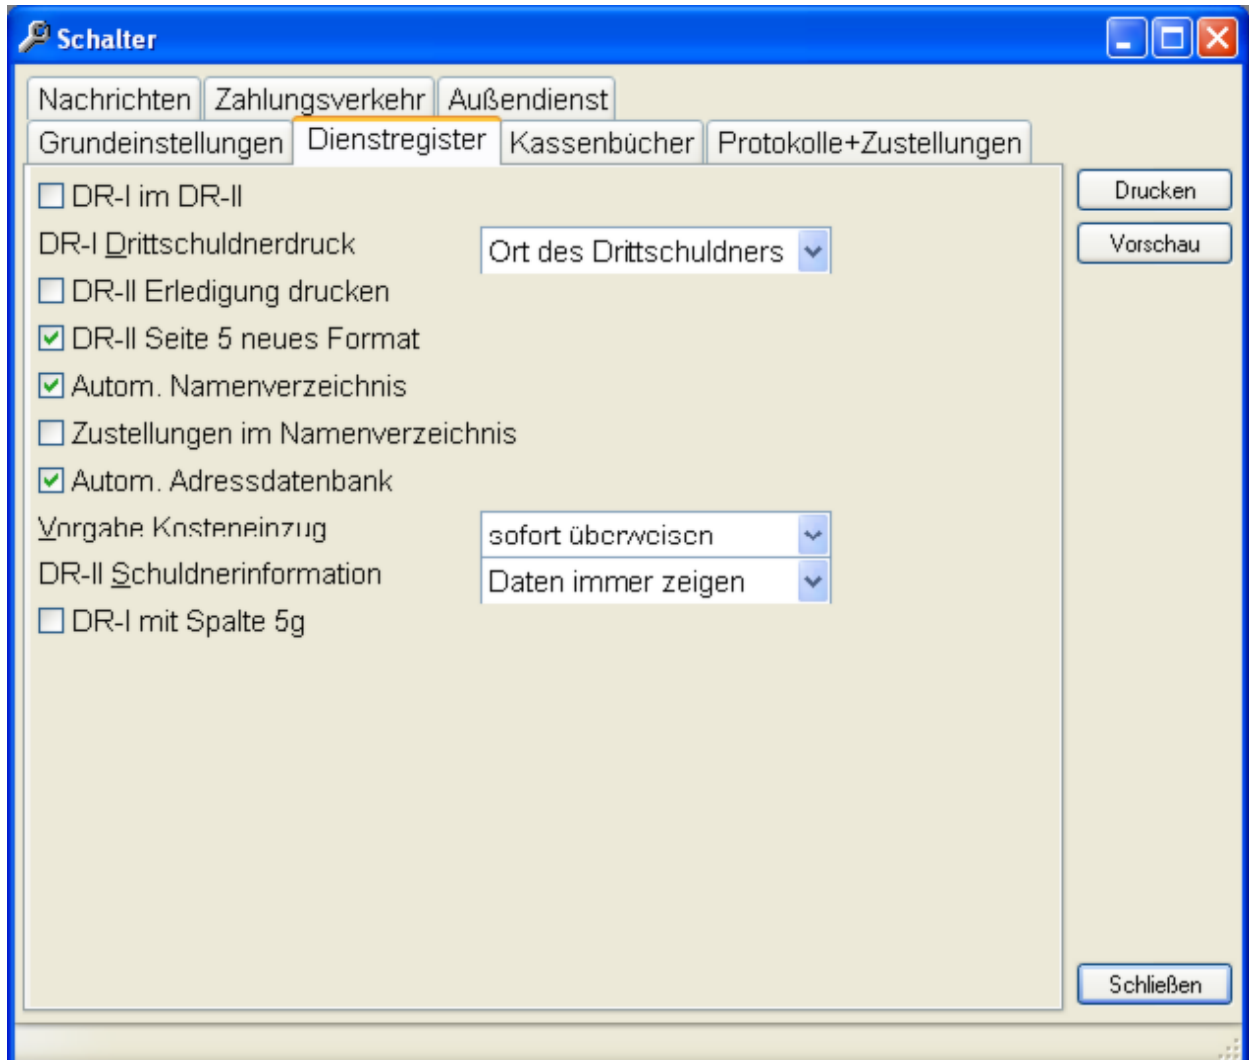 Schalter
Nachrichten Zahlungsverkehr Außendienst
Grundeinstellungen Dienstregister Kassenbücher Protokolle+Zustellungen
DR-I im DR-II
Drucken
DR-I Drittschuldnerdruck Ort des Drittschuldners
Vorschau
DR-II Erledigung drucken
DR-II Seite 5 neues Format
Autom. Namenverzeichnis
Zustellungen im Namenverzeichnis
Autom. Adressdatenbank
Vorgabe Kosteneinzug sofort überweisen
DR-II Schuldnerinformation Daten immer zeigen
DR-I mit Spalte 5g
Schließen